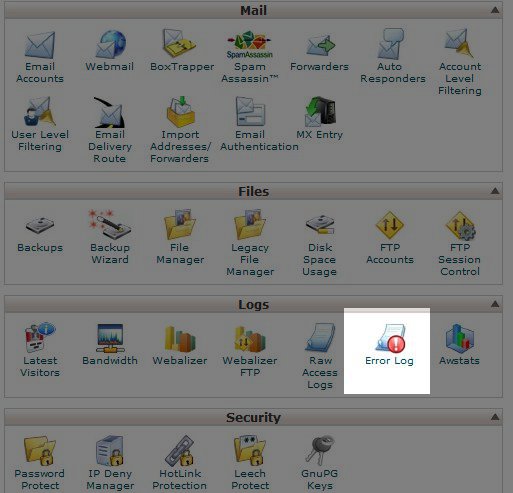 Mail
Email Accounts
Webmail
BoxTrapper
Spam Assassin™
Forwarders
Auto Responders
Account Level Filtering
User Level Filtering
Email Delivery Route
Import Addresses/ Forwarders
Email Authentication
MX Entry
Files
Backups
Backup Wizard
File Manager
Legacy File Manager
Disk Space Usage
FTP Accounts
FTP Session Control
Logs
Latest Visitors
Bandwidth
Webalizer
Webalizer FTP
Raw Access Logs
Error Log
Awstats
Security
Password Protect
IP Deny Manager
HotLink Protection
Leech Protect
GnuPG Keys